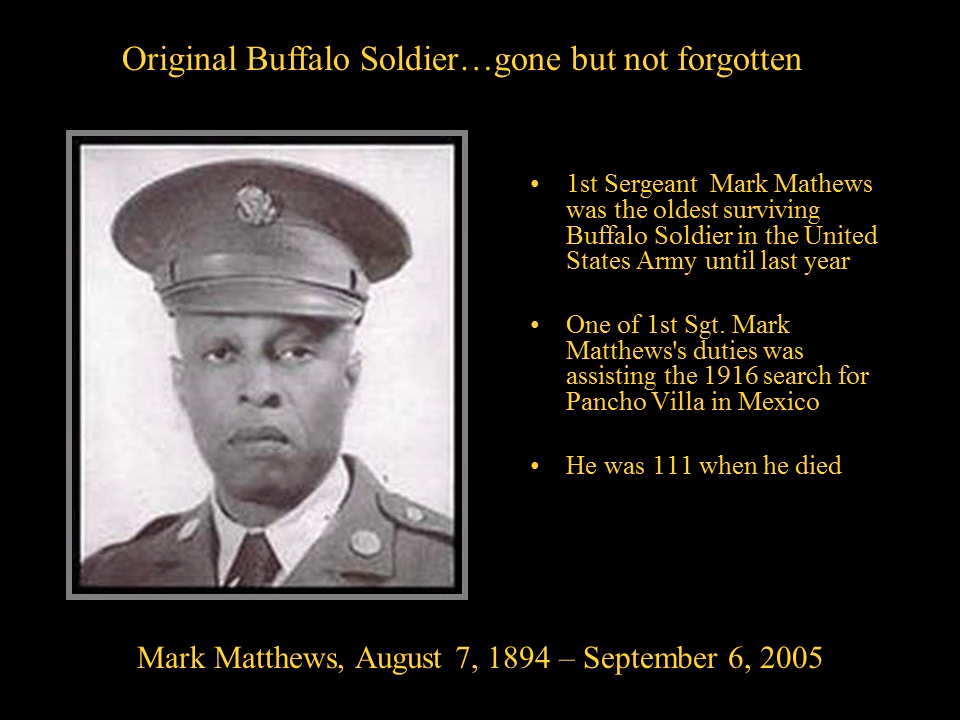 Original Buffalo Soldier…gone but not forgotten
• 1st Sergeant  Mark Mathews
was the oldest surviving
Buffalo Soldier in the United
States Army until last year
• One of 1st Sgt. Mark
Matthews's duties was
assisting the 1916 search for
Pancho Villa in Mexico
• He was 111 when he died
Mark Matthews, August 7, 1894 – September 6, 2005